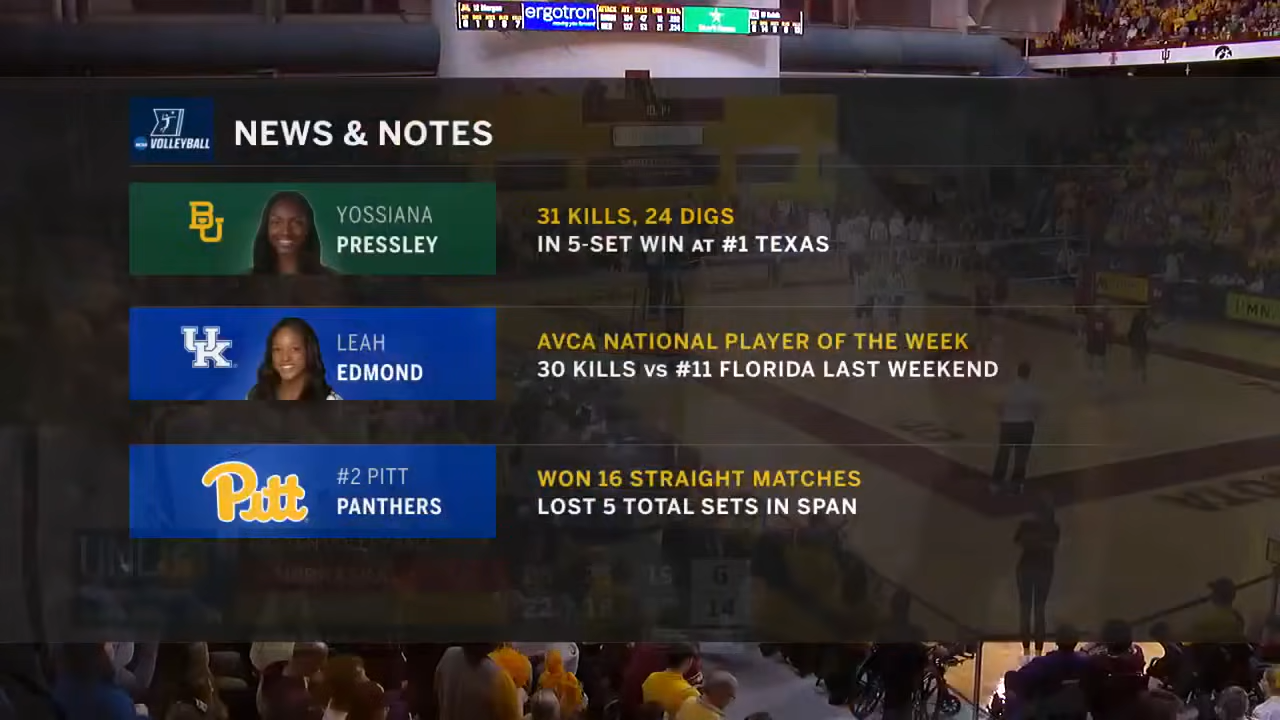 ergotron
VOLLEYBALL
NEWS & NOTES
BU
YOSSIANA
PRESSLEY
31 KILLS, 24 DIGS
IN 5-SET WIN AT #1 TEXAS
UK
LEAH
EDMOND
AVCA NATIONAL PLAYER OF THE WEEK
30 KILLS vs #11 FLORIDA LAST WEEKEND
Pitt
#2 PITT
PANTHERS
WON 16 STRAIGHT MATCHES
LOST 5 TOTAL SETS IN SPAN